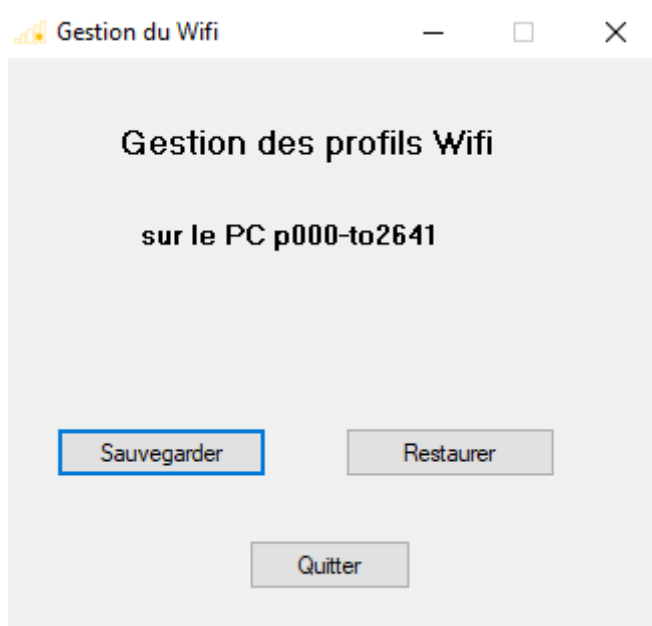 Gestion du Wifi
Gestion des profils Wifi
sur le PC p000-to2641
Sauvegarder Restaurer
Quitter